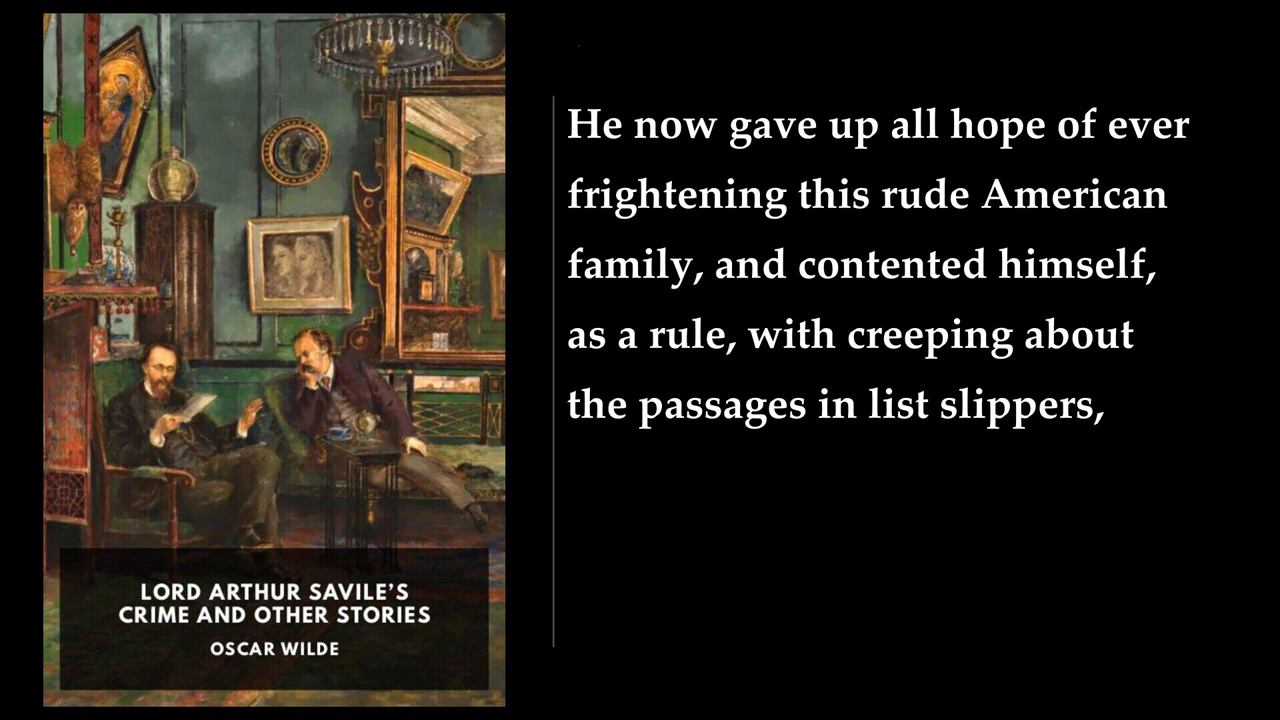 He now gave up all hope of ever
frightening this rude American
family, and contented himself,
as a rule, with creeping about
the passages in list slippers,
LORD ARTHUR SAVILE’S
CRIME AND OTHER STORIES
OSCAR WILDE